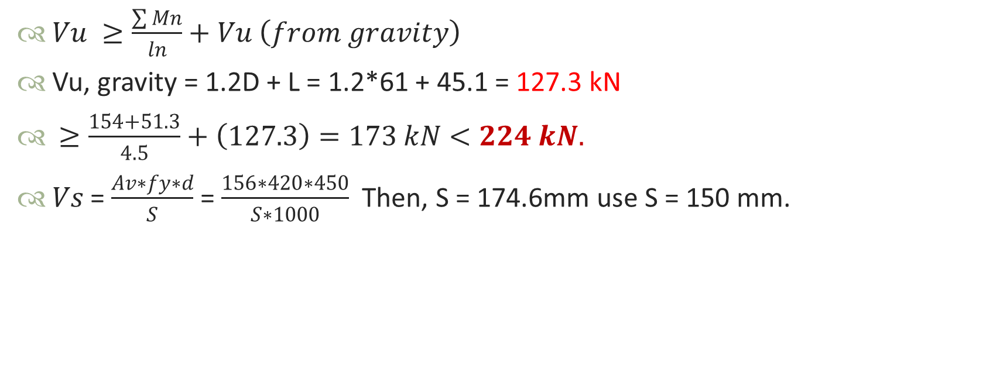 Vu ≥ ∑ Mn / ln + Vu (from gravity)
Vu, gravity = 1.2D + L = 1.2*61 + 45.1 = 127.3 kN
≥ 154+51.3 / 4.5 + (127.3) = 173 kN < 224 kN.
Vs = Av∗fy∗d / S = 156∗420∗450 / S∗1000 Then, S = 174.6mm use S = 150 mm.